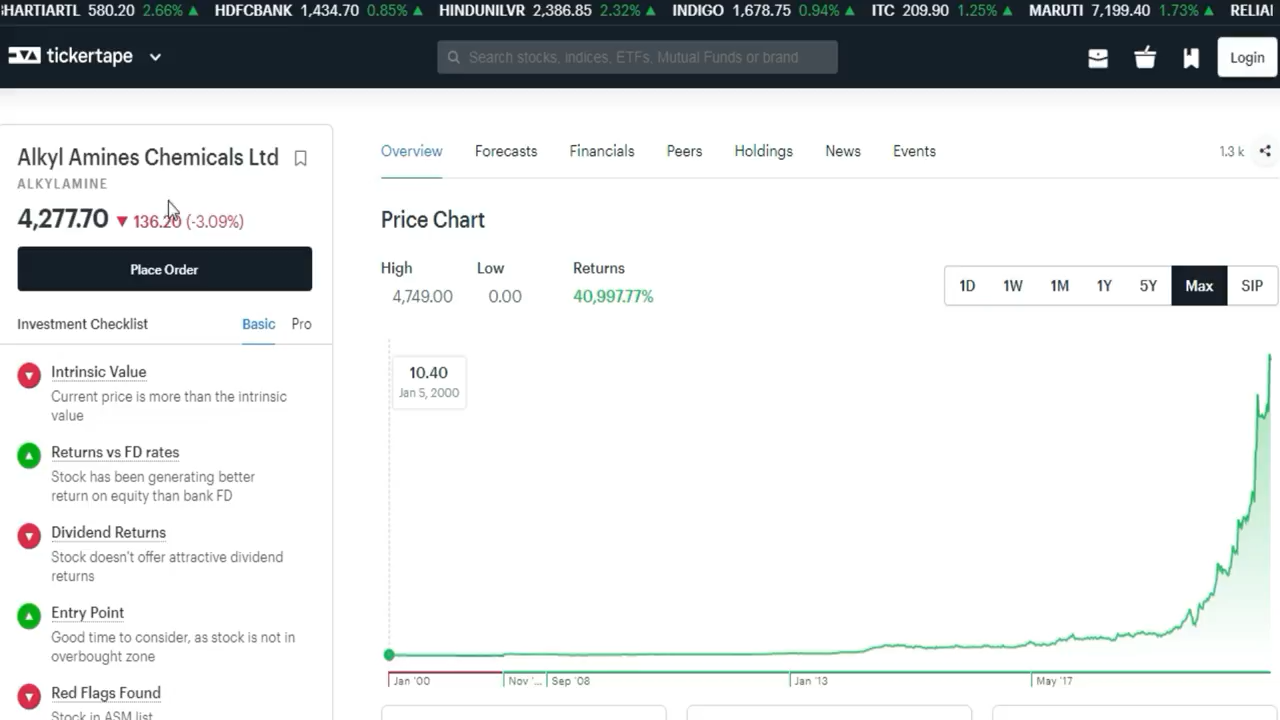 HARTIARTL 580.20 2.66% ▲ HDFCBANK 1,434.70 0.85% ▲ HINDUNILVR 2,386.85 2.32% ▲ INDIGO 1,678.75 0.94% ▲ ITC 209.90 1.25% ▲ MARUTI 7,199.40 1.73% ▲ RELIA
tickertape
Search stocks, indices, ETFs, Mutual Funds or brand
Login
Alkyl Amines Chemicals Ltd
ALKYLAMINE
4,277.70 ▼ 136.20 (-3.09%)
Place Order
Investment Checklist Basic Pro
Intrinsic Value
Current price is more than the intrinsic
value
Returns vs FD rates
Stock has been generating better
return on equity than bank FD
Dividend Returns
Stock doesn't offer attractive dividend
returns
Entry Point
Good time to consider, as stock is not in
overbought zone
Red Flags Found
Stock in ASM list
Overview Forecasts Financials Peers Holdings News Events
1.3 k
Price Chart
High Low Returns
4,749.00 0.00 40,997.77%
1D 1W 1M 1Y 5Y Max SIP
10.40
Jan 5, 2000
Jan '00 Nov '... Sep '08 Jan '13 May '17